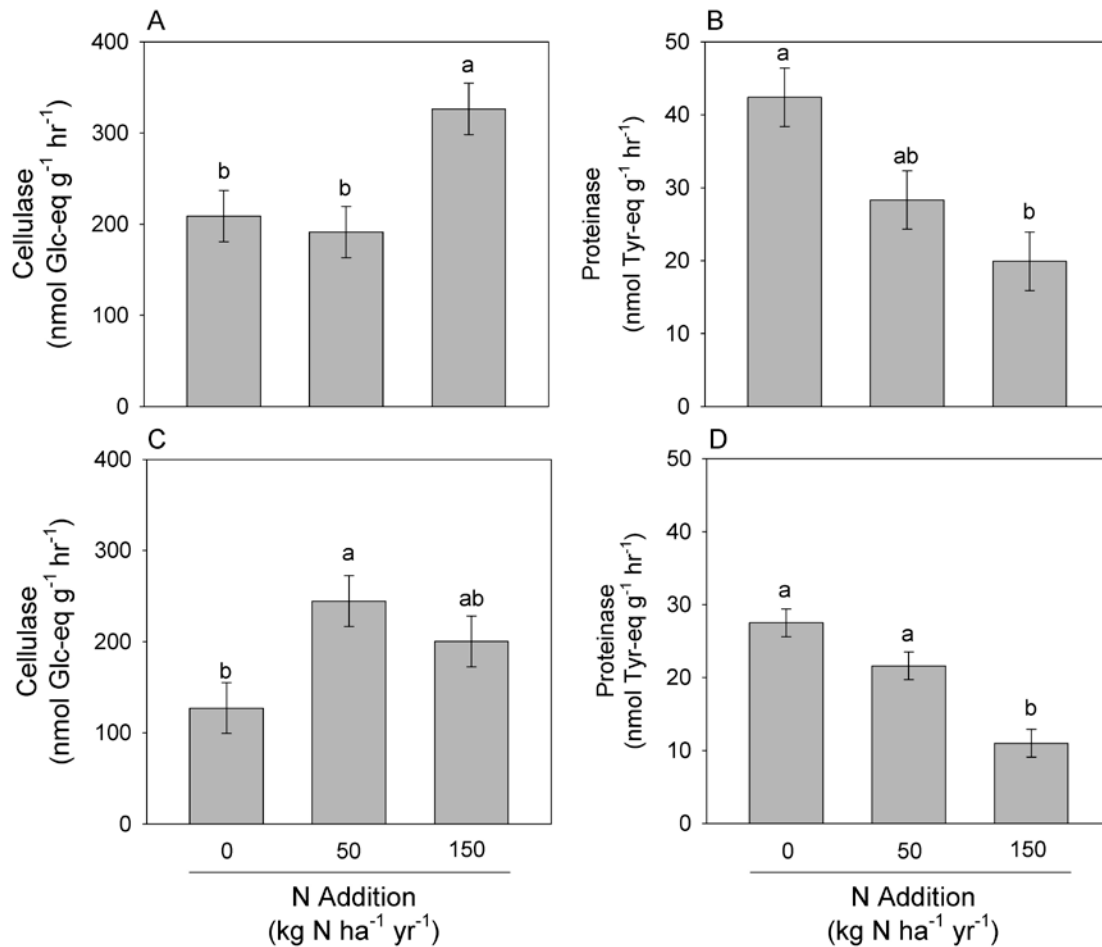 A
400
300
200
100
0
Cellulase
(nmol Glc-eq g⁻¹ hr⁻¹)
b
b
a
B
50
40
30
20
10
0
Proteinase
(nmol Tyr-eq g⁻¹ hr⁻¹)
a
ab
b
C
400
300
200
100
0
Cellulase
(nmol Glc-eq g⁻¹ hr⁻¹)
b
a
ab
0 50 150
N Addition
(kg N ha⁻¹ yr⁻¹)
D
50
40
30
20
10
0
Proteinase
(nmol Tyr-eq g⁻¹ hr⁻¹)
a
a
b
0 50 150
N Addition
(kg N ha⁻¹ yr⁻¹)